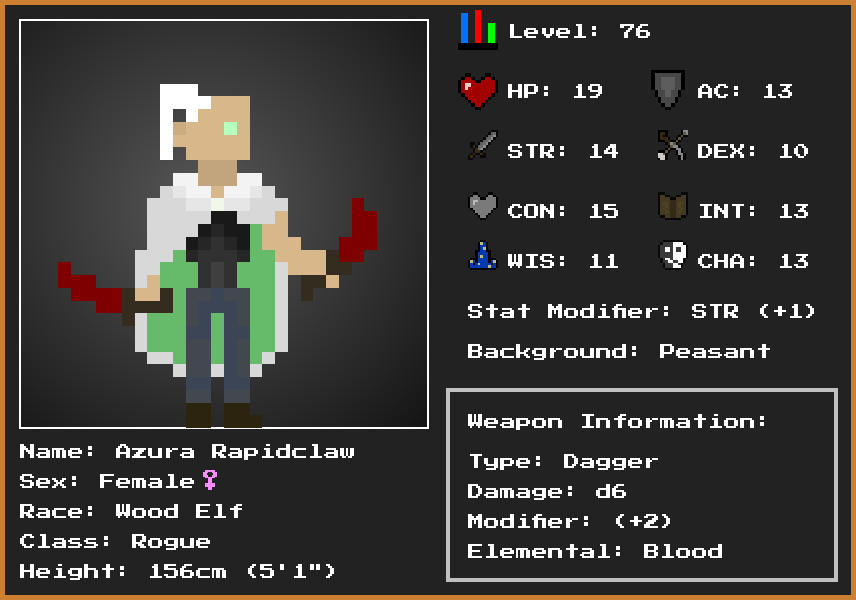 Level: 76
HP: 19 AC: 13
STR: 14 DEX: 10
CON: 15 INT: 13
WIS: 11 CHA: 13
Stat Modifier: STR (+1)
Background: Peasant
Weapon Information:
Type: Dagger
Damage: d6
Modifier: (+2)
Elemental: Blood
Name: Azura Rapidclaw
Sex: Female♀
Race: Wood Elf
Class: Rogue
Height: 156cm (5'1")